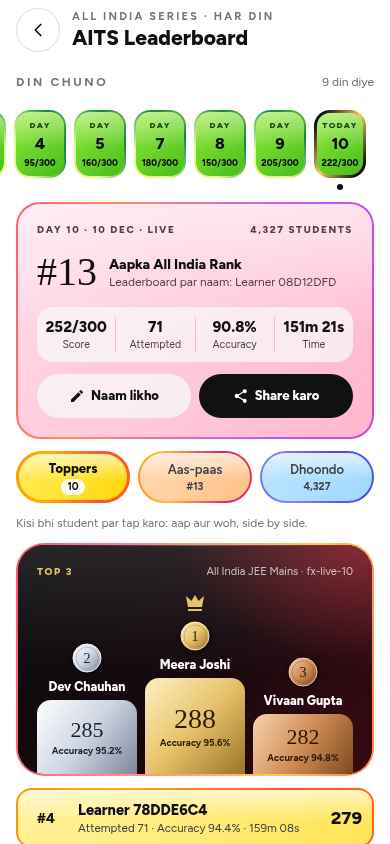 ALL INDIA SERIES · HAR DIN
AITS Leaderboard
DIN CHUNO
9 din diye
DAY
4
95/300
DAY
5
160/300
DAY
7
180/300
DAY
8
150/300
DAY
9
205/300
TODAY
10
222/300
DAY 10 · 10 DEC · LIVE
4,327 STUDENTS
#13
Aapka All India Rank
Leaderboard par naam: Learner 08D12DFD
252/300
Score
71
Attempted
90.8%
Accuracy
151m 21s
Time
Naam likho
Share karo
Toppers
10
Aas-paas
#13
Dhoondo
4,327
Kisi bhi student par tap karo: aap aur woh, side by side.
TOP 3
All India JEE Mains · fx-live-10
1
Meera Joshi
288
Accuracy 95.6%
2
Dev Chauhan
285
Accuracy 95.2%
3
Vivaan Gupta
282
Accuracy 94.8%
#4
Learner 78DDE6C4
Attempted 71 · Accuracy 94.4% · 159m 08s
279